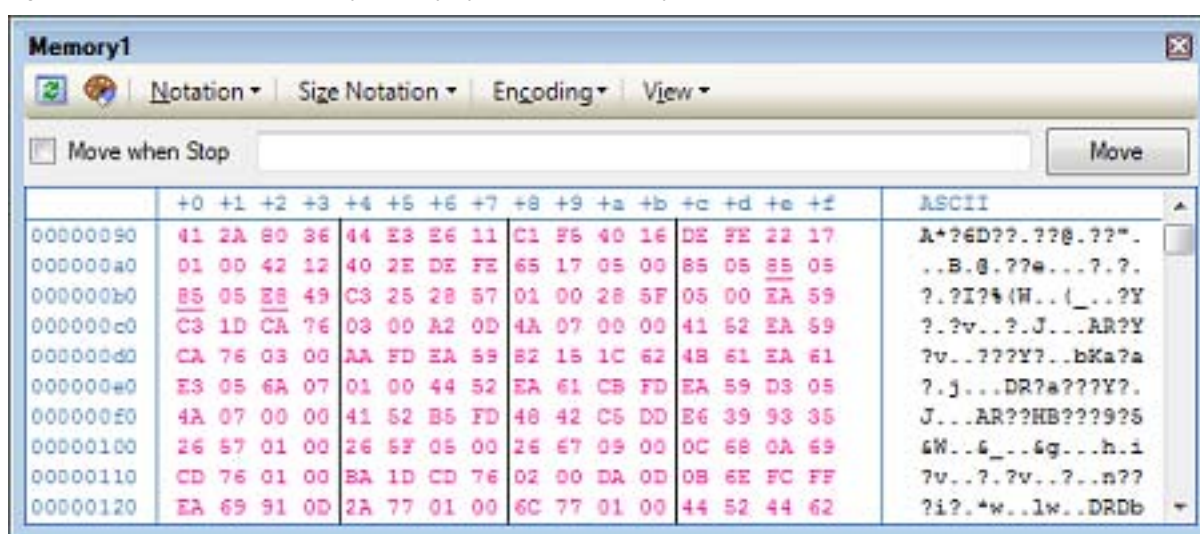 Memory1
Notation Size Notation Encoding View
Move when Stop Move
+0 +1 +2 +3 +4 +5 +6 +7 +8 +9 +a +b +c +d +e +f ASCII
00000090 41 2A 80 36 44 E3 E6 11 C1 F5 40 16 DE FE 22 17 A*?6D??.??@.??".
000000a0 01 00 42 12 40 2E DE FE 65 17 05 00 85 05 85 05 ..B.@.??e...?.?.
000000b0 85 05 E8 49 C3 25 28 57 01 00 28 5F 05 00 EA 59 ?.?I?%(W..(_..?Y
000000c0 C3 1D CA 76 03 00 A2 0D 4A 07 00 00 41 52 EA 59 ?.?v..?.J...AR?Y
000000d0 CA 76 03 00 AA FD EA 59 82 15 1C 62 4B 61 EA 61 ?v..???Y?..bKa?a
000000e0 E3 05 6A 07 01 00 44 52 EA 61 CB FD EA 59 D3 05 ?.j...DR?a???Y?.
000000f0 4A 07 00 00 41 52 B5 FD 48 42 C5 DD E6 39 93 35 J...AR??HB???9?5
00000100 26 57 01 00 26 5F 05 00 26 67 09 00 0C 68 0A 69 &W..&_..&g...h.i
00000110 CD 76 01 00 BA 1D CD 76 02 00 DA 0D 0B 6E FC FF ?v..?.?v..?..n??
00000120 EA 69 91 0D 2A 77 01 00 6C 77 01 00 44 52 44 62 ?i?.*w..lw..DRDb